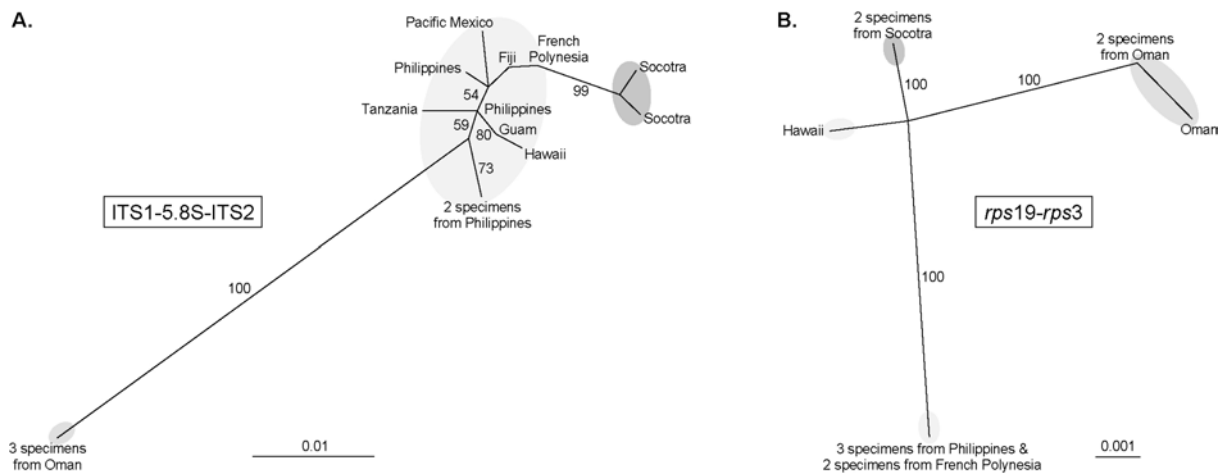 A.
Pacific Mexico
Fiji
French
Polynesia
Philippines
Socotra
54
99
Tanzania
Philippines
Socotra
59
80
Guam
Hawaii
73
2 specimens
from Philippines
ITS1-5.8S-ITS2
100
3 specimens
from Oman
0.01
B.
2 specimens
from Socotra
2 specimens
from Oman
100
100
Hawaii
Oman
rps19-rps3
100
3 specimens from Philippines &
2 specimens from French Polynesia
0.001